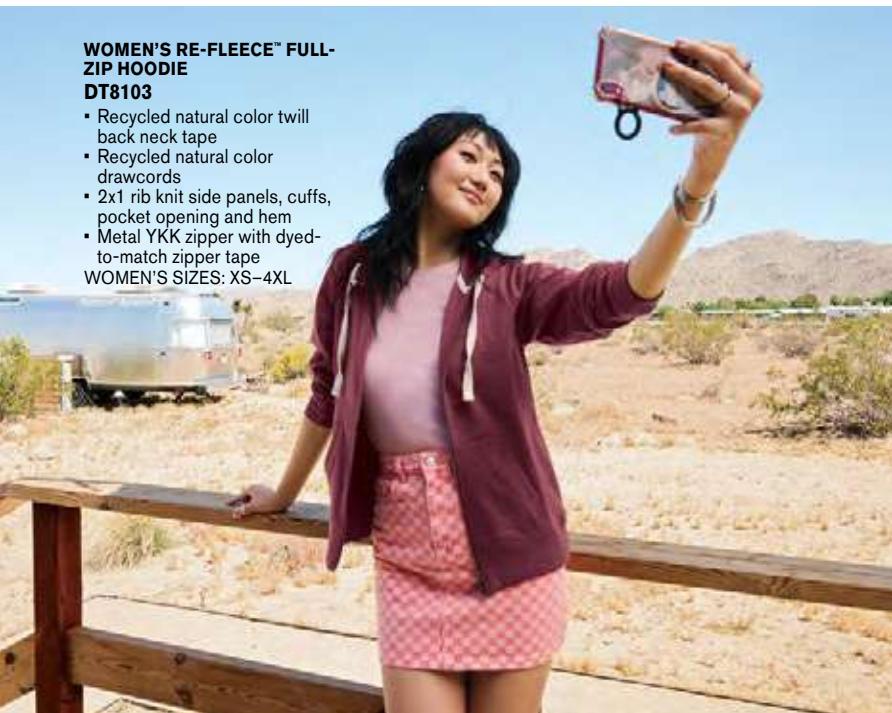 WOMEN'S RE-FLEECE™ FULL-
ZIP HOODIE
DT8103
▪ Recycled natural color twill
back neck tape
▪ Recycled natural color
drawcords
▪ 2x1 rib knit side panels, cuffs,
pocket opening and hem
▪ Metal YKK zipper with dyed-
to-match zipper tape
WOMEN'S SIZES: XS–4XL